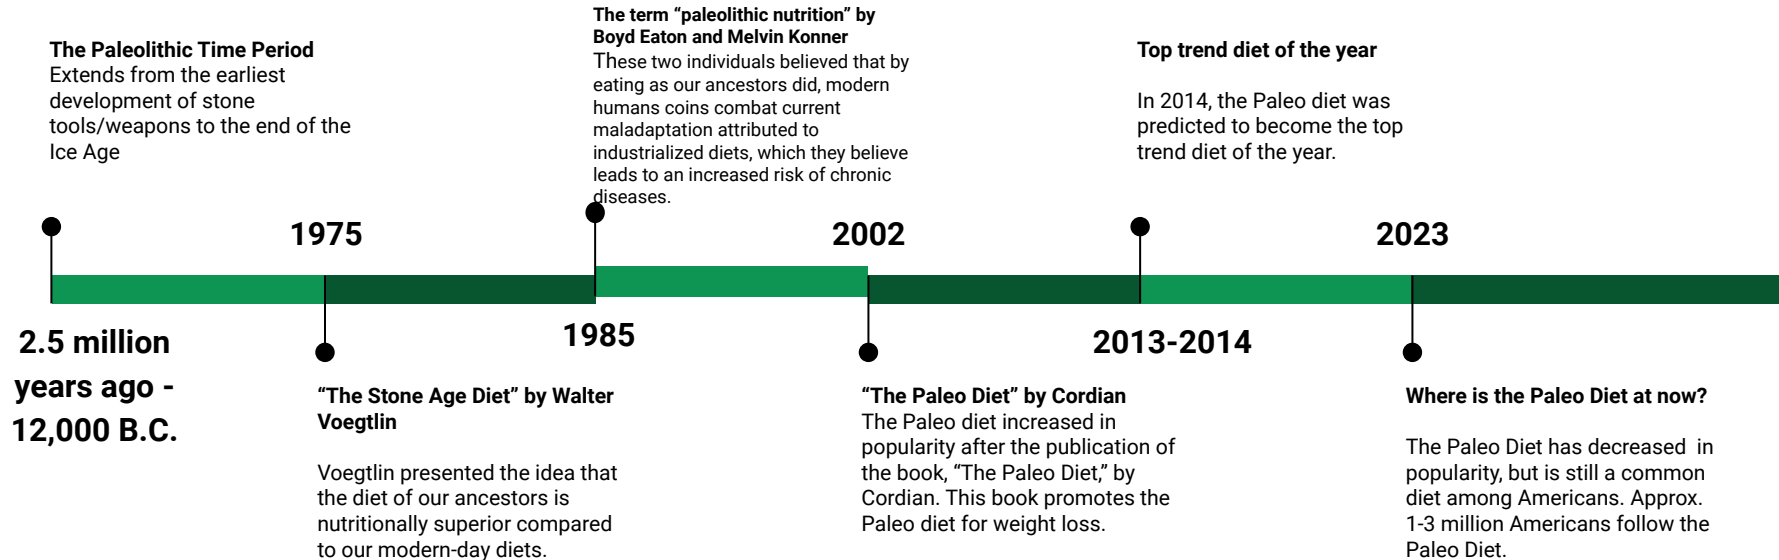 The Paleolithic Time Period
Extends from the earliest
development of stone
tools/weapons to the end of the
Ice Age
2.5 million
years ago -
12,000 B.C.
1975
“The Stone Age Diet” by Walter
Voegtlin
Voegtlin presented the idea that
the diet of our ancestors is
nutritionally superior compared
to our modern-day diets.
The term “paleolithic nutrition” by
Boyd Eaton and Melvin Konner
These two individuals believed that by
eating as our ancestors did, modern
humans coins combat current
maladaptation attributed to
industrialized diets, which they believe
leads to an increased risk of chronic
diseases.
1985
2002
“The Paleo Diet” by Cordian
The Paleo diet increased in
popularity after the publication of
the book, “The Paleo Diet,” by
Cordian. This book promotes the
Paleo diet for weight loss.
Top trend diet of the year
In 2014, the Paleo diet was
predicted to become the top
trend diet of the year.
2013-2014
2023
Where is the Paleo Diet at now?
The Paleo Diet has decreased  in
popularity, but is still a common
diet among Americans. Approx.
1-3 million Americans follow the
Paleo Diet.